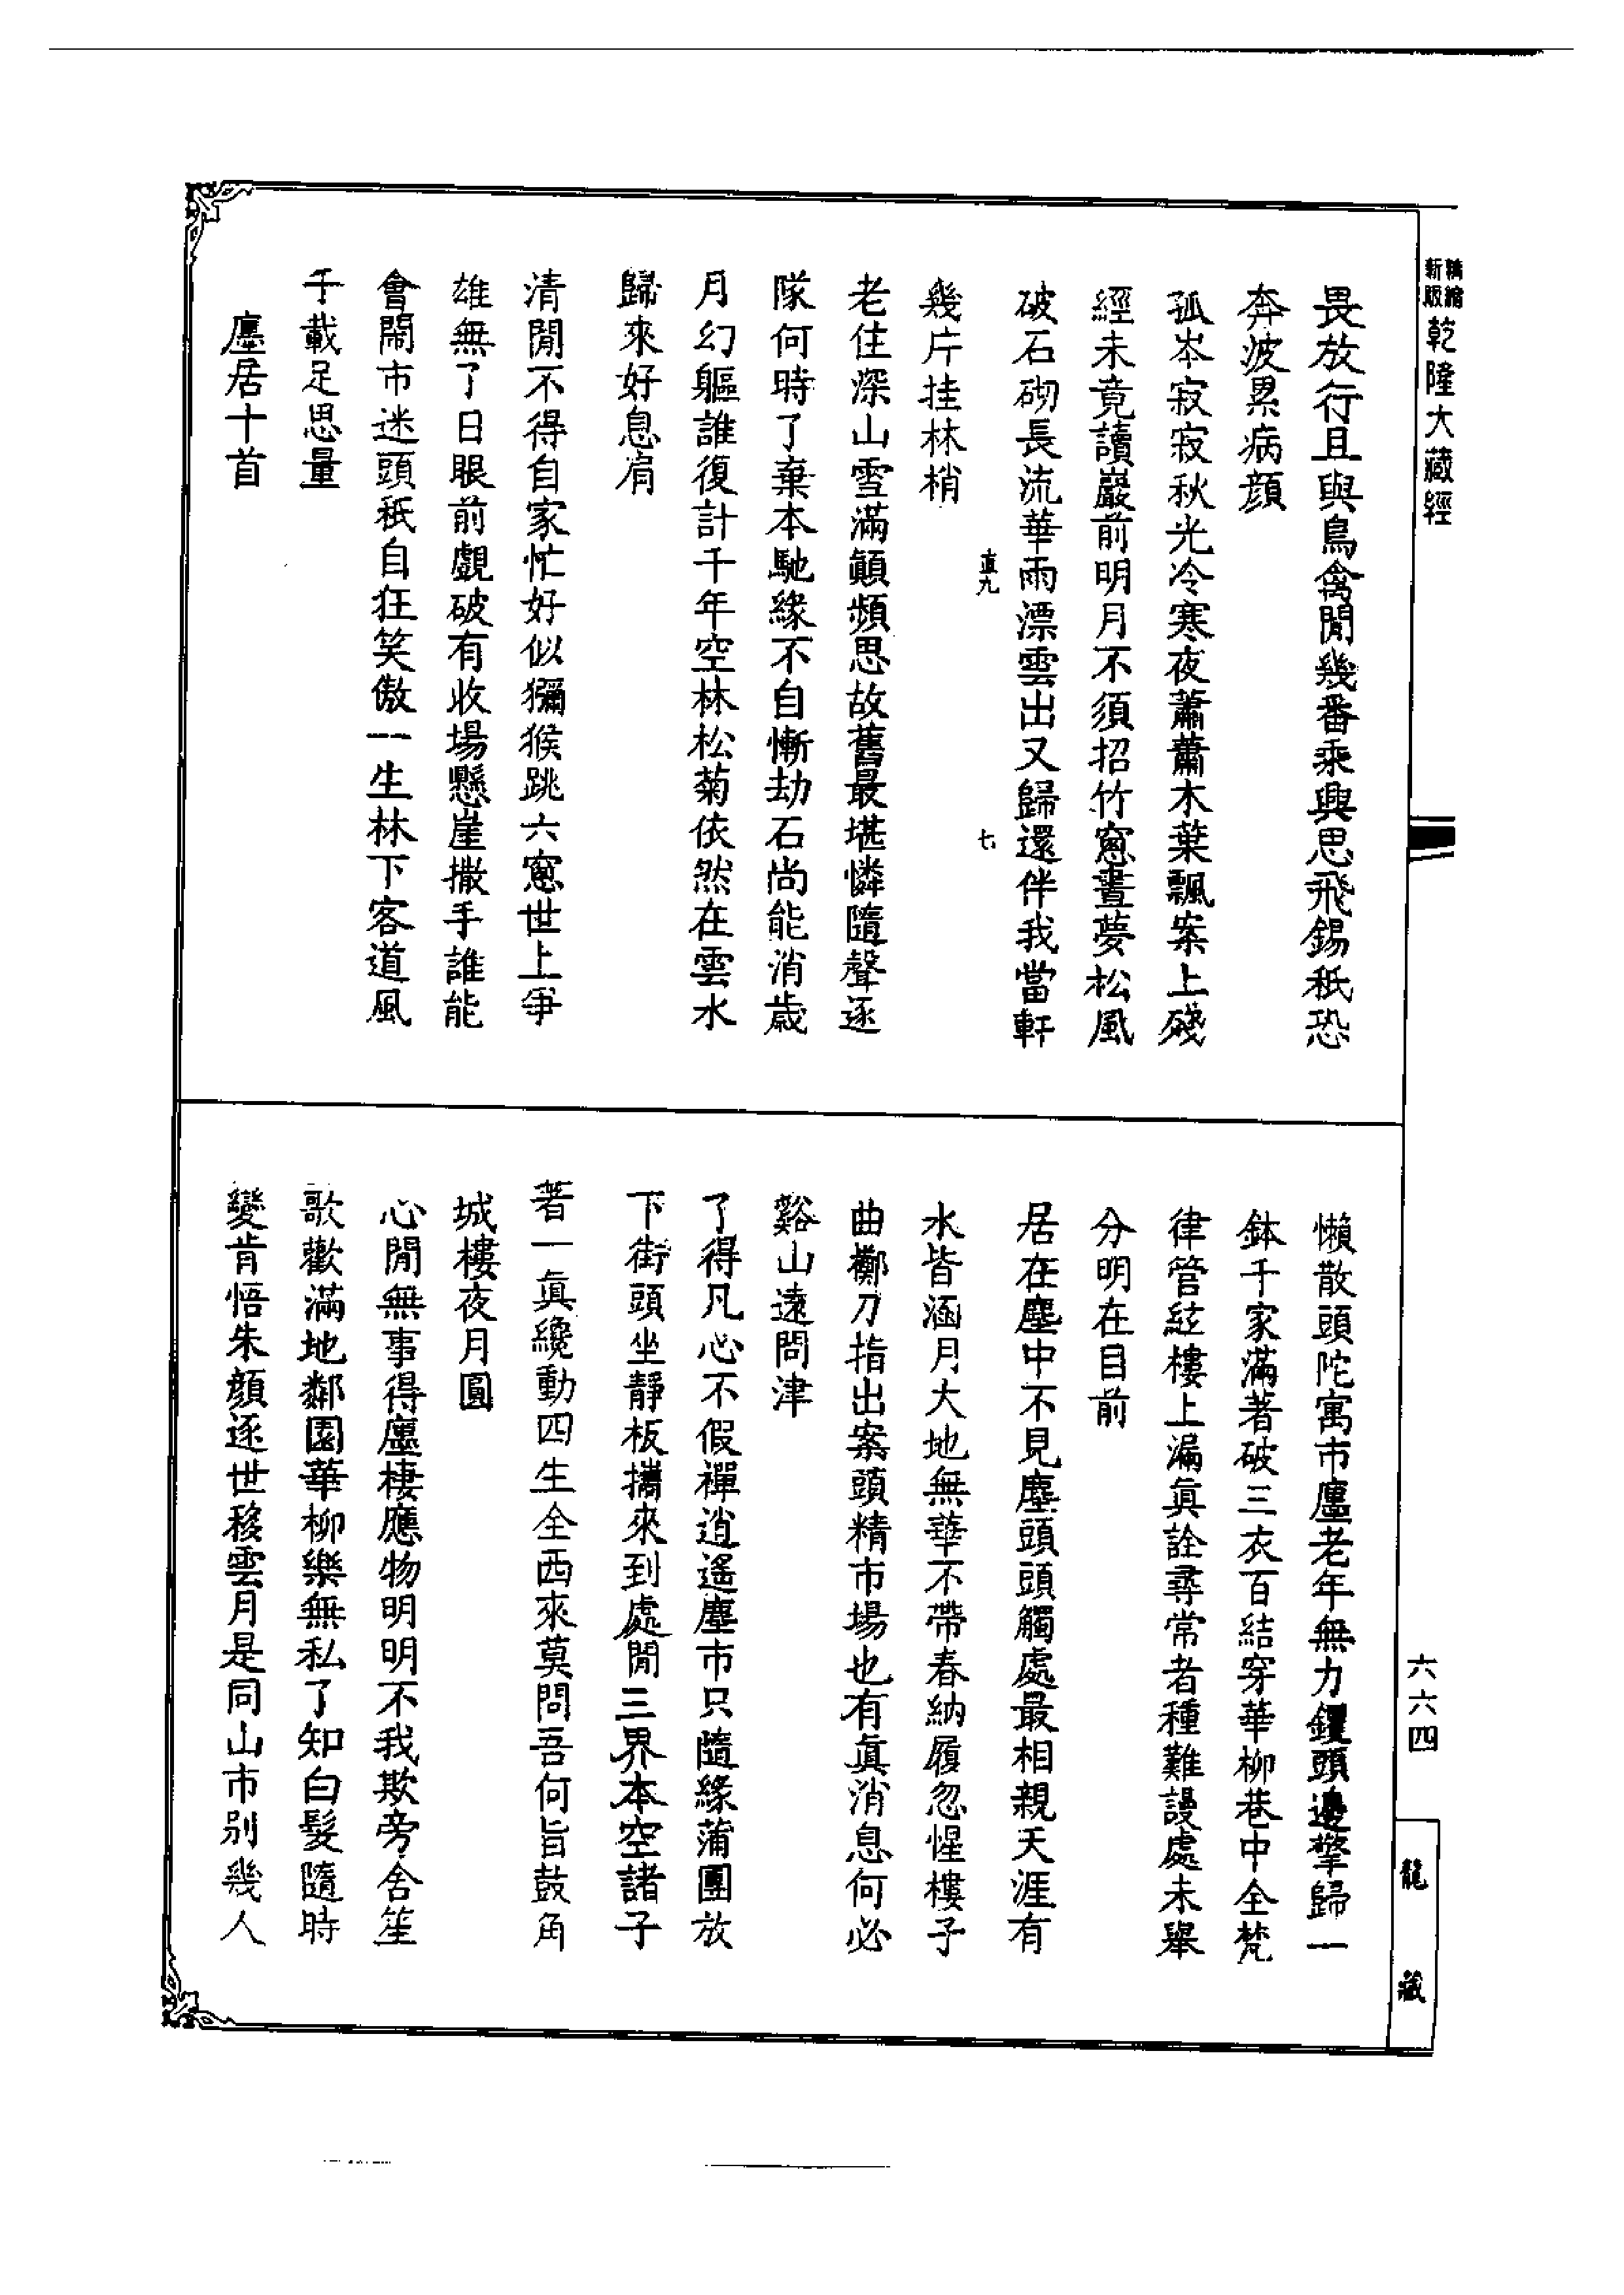 精縮
新版
乾隆大藏經
畏放行且與鳥禽閒幾番乘興思飛錫秖恐
奔波累病顏
孤岑寂寂秋光冷寒夜蕭蕭木葉飄案上殘
經未竟讀巖前明月不須招竹窻晝夢松風
破石砌長流華雨漂雲出又歸還伴我當軒
直九
七
幾片挂林梢
老住深山雪滿顛頻思故舊最堪憐隨聲逐
隊何時了棄本馳緣不自慚劫石尚能消歲
月幻軀誰復計千年空林松菊依然在雲水
歸來好息肩
清閒不得自家忙好似獼猴跳六窻世上爭
雄無了日眼前覷破有收場懸崖撒手誰能
會鬧市迷頭秖自狂笑傲一生林下客道風
千載足思量
廛居十首
懶散頭陀寓市廛老年無力钁頭邊擎歸一
鉢千家滿著破三衣百結穿華柳巷中全梵
律管絃樓上漏眞詮尋常者種難謾處未舉
分明在目前
居在塵中不見塵頭頭觸處最相親天涯有
水皆涵月大地無華不帶春納履忽惺樓子
曲擲刀指出案頭精市場也有眞消息何必
谿山遠問津
了得凡心不假禪逍遙塵市只隨緣蒲團放
下街頭坐靜板攜來到處閒三界本空諸子
著一眞纔動四生全西來莫問吾何旨鼓角
城樓夜月圓
心閒無事得廛棲應物明明不我欺旁舍笙
歌歡滿地鄰園華柳樂無私了知白髮隨時
變肯悟朱顏逐世移雲月是同山市別幾人
六六四
龍藏